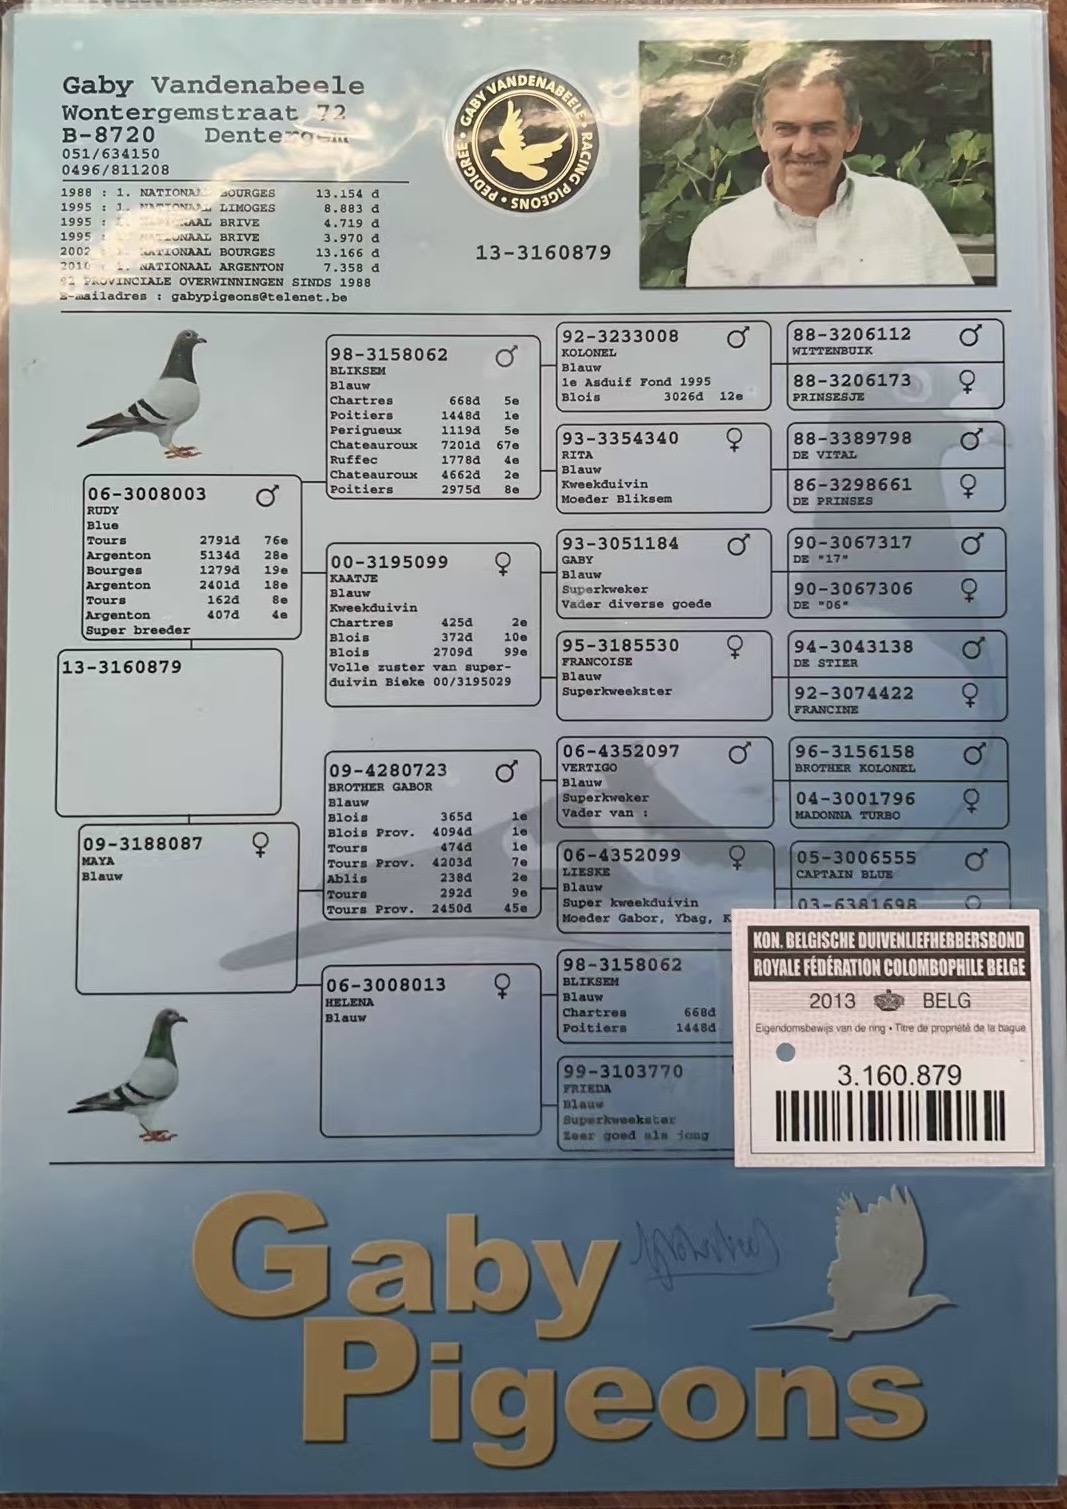 Gaby Vandenabeele
Wontergemstraat 72
B-8720 Dentergem
051/634150
0496/811208
1988 : 1. NATIONAAL BOURGES 13.154 d
1995 : 1. NATIONAAL LIMOGES 8.883 d
1995 : NATIONAAL BRIVE 4.719 d
1995 : NATIONAAL BRIVE 3.970 d
2002 : NATIONAAL BOURGES 13.166 d
2010 : 1. NATIONAAL ARGENTON 7.358 d
92 PROVINCIALE OVERWINNINGEN SINDS 1988
E-mailadres : gabypigeons@telenet.be
PEDIGREE • GABY VANDENABEELE • RACING PIGEONS •
13-3160879
06-3008003 ♂
RUDY
Blue
Tours 2791d 76e
Argenton 5134d 28e
Bourges 1279d 19e
Argenton 2401d 18e
Tours 162d 8e
Argenton 407d 4e
Super breeder
13-3160879
09-3188087 ♀
MAYA
Blauw
98-3158062 ♂
BLIKSEM
Blauw
Chartres 668d 5e
Poitiers 1448d 1e
Perigueux 1119d 5e
Chateauroux 7201d 67e
Ruffec 1778d 4e
Chateauroux 4662d 2e
Poitiers 2975d 8e
00-3195099 ♀
KAATJE
Blauw
Kweekduivin
Chartres 425d 2e
Blois 372d 10e
Blois 2709d 99e
Volle zuster van super-
duivin Bieke 00/3195029
09-4280723 ♂
BROTHER GABOR
Blauw
Blois 365d 1e
Blois Prov. 4094d 1e
Tours 474d 1e
Tours Prov. 4203d 7e
Ablis 238d 2e
Tours 292d 9e
Tours Prov. 2450d 45e
06-3008013 ♀
HELENA
Blauw
92-3233008 ♂
KOLONEL
Blauw
1e Asduif Fond 1995
Blois 3026d 12e
93-3354340 ♀
RITA
Blauw
Kweekduivin
Moeder Bliksem
93-3051184 ♂
GABY
Blauw
Superkweker
Vader diverse goede
95-3185530 ♀
FRANCOISE
Blauw
Superkweekster
06-4352097 ♂
VERTIGO
Blauw
Superkweker
Vader van :
06-4352099 ♀
LIESKE
Blauw
Super kweekduivin
Moeder Gabor, Ybag, K
98-3158062
BLIKSEM
Blauw
Chartres 668d
Poitiers 1448d
99-3103770
FRIEDA
Blauw
Superkweekster
Zeer goed als jong
88-3206112 ♂
WITTENBUIK
88-3206173 ♀
PRINSESJE
88-3389798 ♂
DE VITAL
86-3298661 ♀
DE PRINSES
90-3067317 ♂
DE "17"
90-3067306 ♀
DE "06"
94-3043138 ♂
DE STIER
92-3074422 ♀
FRANCINE
96-3156158 ♂
BROTHER KOLONEL
04-3001796 ♀
MADONNA TURBO
05-3006555 ♂
CAPTAIN BLUE
03-6381698 ♀
KON. BELGISCHE DUIVENLIEFHEBBERSBOND
ROYALE FÉDÉRATION COLOMBOPHILE BELGE
2013 BELG
Eigendomsbewijs van de ring • Titre de propriété de la bague
3.160.879
Gaby
Pigeons